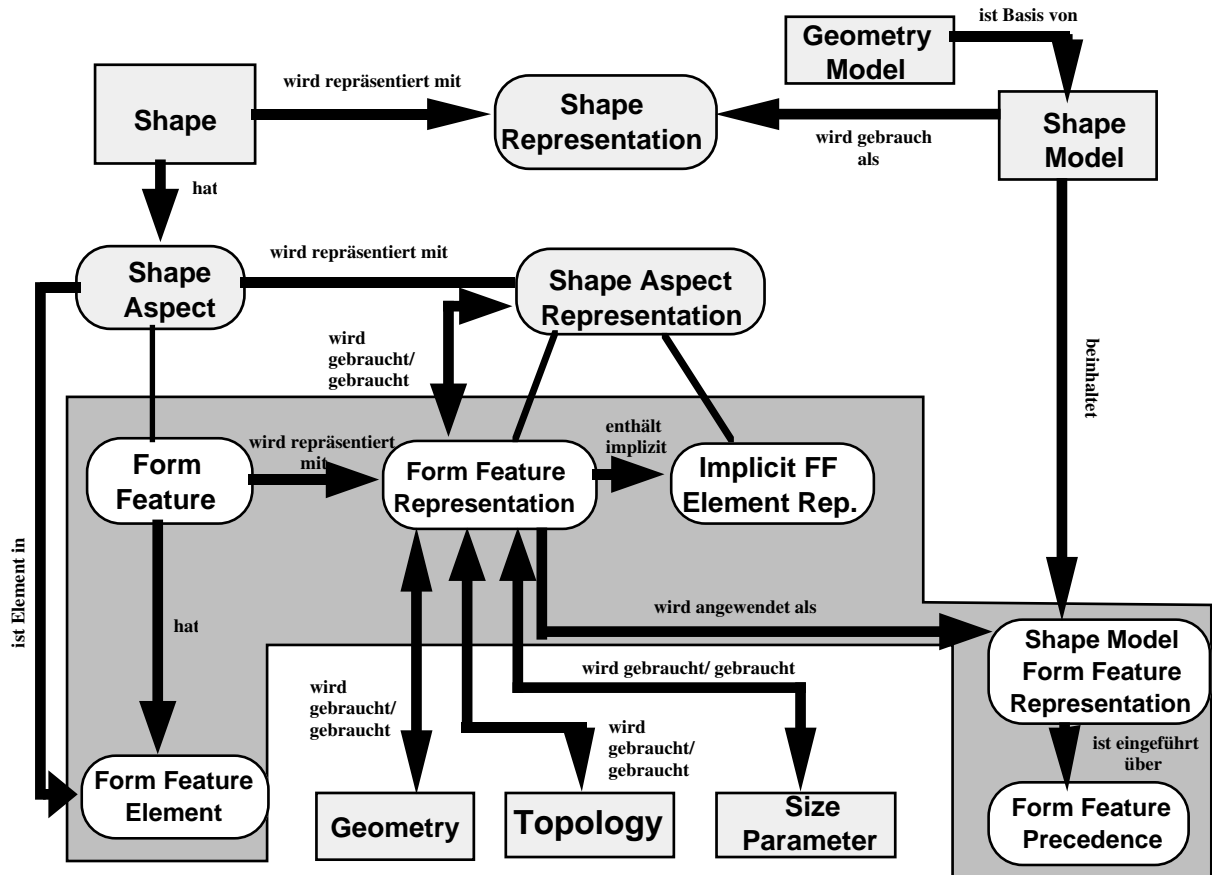 ist Basis von
Geometry
Model
wird repräsentiert mit
Shape
Shape
Representation
wird gebrauch
als
Shape
Model
hat
Shape
Aspect
wird repräsentiert mit
Shape Aspect
Representation
wird
gebraucht/
gebraucht
beinhaltet
Form
Feature
wird repräsentiert
mit
Form Feature
Representation
enthält
implizit
Implicit FF
Element Rep.
ist Element in
hat
wird angewendet als
Shape Model
Form Feature
Representation
wird gebraucht/ gebraucht
wird
gebraucht/
gebraucht
wird
gebraucht/
gebraucht
ist eingeführt
über
Form Feature
Element
Geometry
Topology
Size
Parameter
Form Feature
Precedence